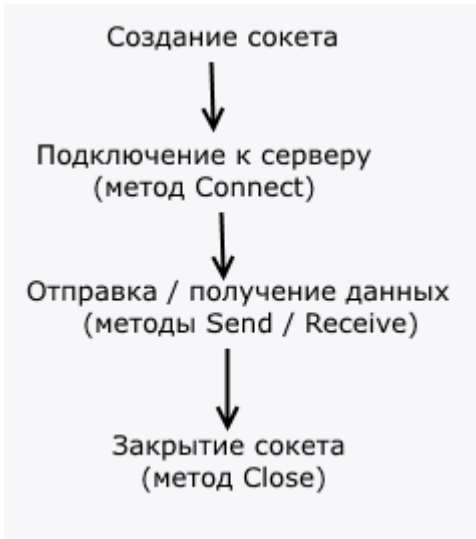 Создание сокета
Подключение к серверу
(метод Connect)
Отправка / получение данных
(методы Send / Receive)
Закрытие сокета
(метод Close)